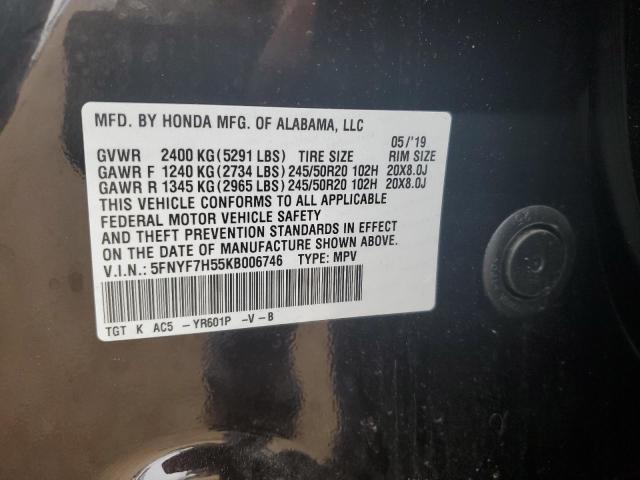 MFD. BY HONDA MFG. OF ALABAMA, LLC
05/'19
GVWR 2400 KG(5291 LBS) TIRE SIZE RIM SIZE
GAWR F 1240 KG(2734 LBS)245/50R20 102H 20X8.0J
GAWR R 1345 KG(2965 LBS)245/50R20 102H 20X8.0J
THIS VEHICLE CONFORMS TO ALL APPLICABLE
FEDERAL MOTOR VEHICLE SAFETY
AND THEFT PREVENTION STANDARDS IN EFFECT
ON THE DATE OF MANUFACTURE SHOWN ABOVE.
V.I.N.: 5FNYF7H55KB006746 TYPE: MPV
TGT K AC5 -YR601P -V-B